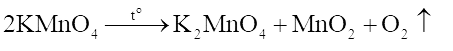 2KMnO₄ —t°→ K₂MnO₄ + MnO₂ + O₂ ↑